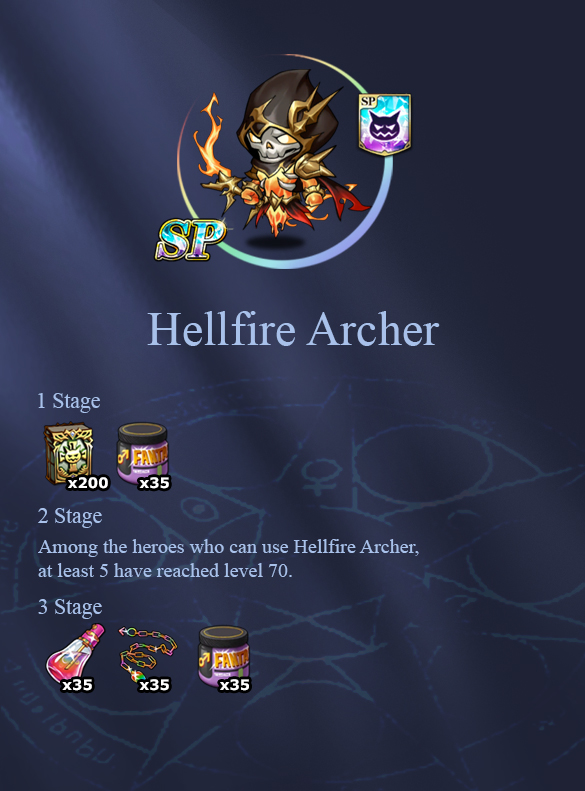 SP
SP
Hellfire Archer
1 Stage
x200
x35
2 Stage
Among the heroes who can use Hellfire Archer,
at least 5 have reached level 70.
3 Stage
x35
x35
x35